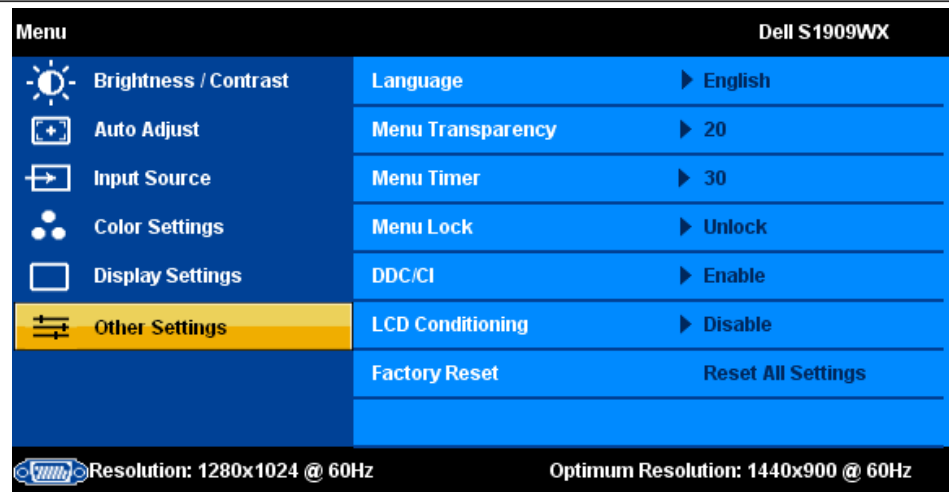 Menu Dell S1909WX
Brightness / Contrast Language English
Auto Adjust Menu Transparency 20
Input Source Menu Timer 30
Color Settings Menu Lock Unlock
Display Settings DDC/CI Enable
Other Settings LCD Conditioning Disable
Factory Reset Reset All Settings
Resolution: 1280x1024 @ 60Hz Optimum Resolution: 1440x900 @ 60Hz